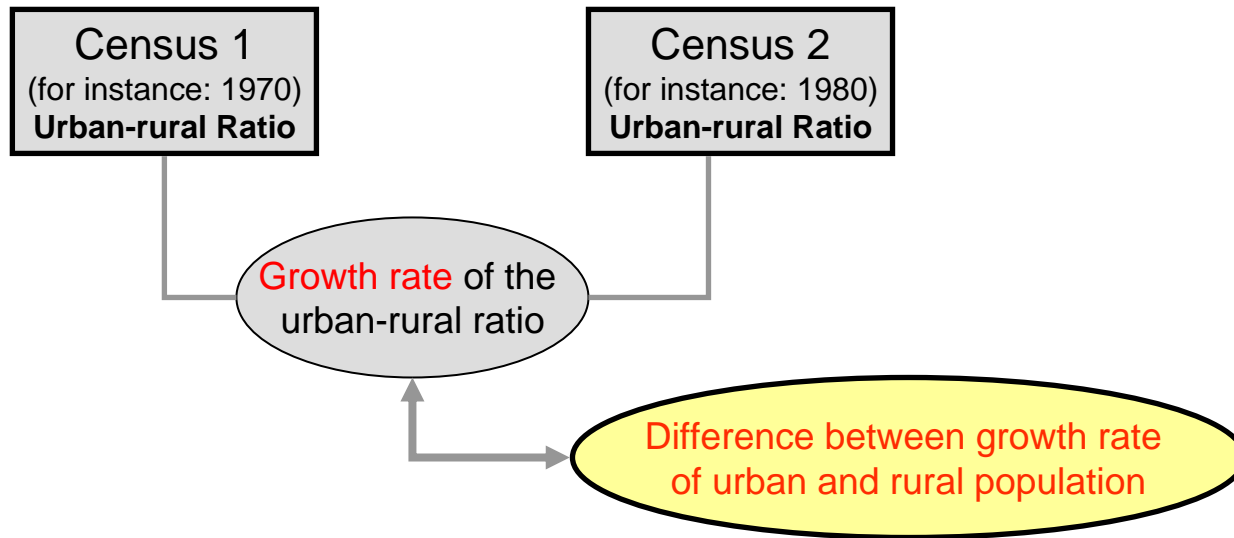 Census 1
(for instance: 1970)
Urban-rural Ratio
Census 2
(for instance: 1980)
Urban-rural Ratio
Growth rate of the
urban-rural ratio
Difference between growth rate
of urban and rural population